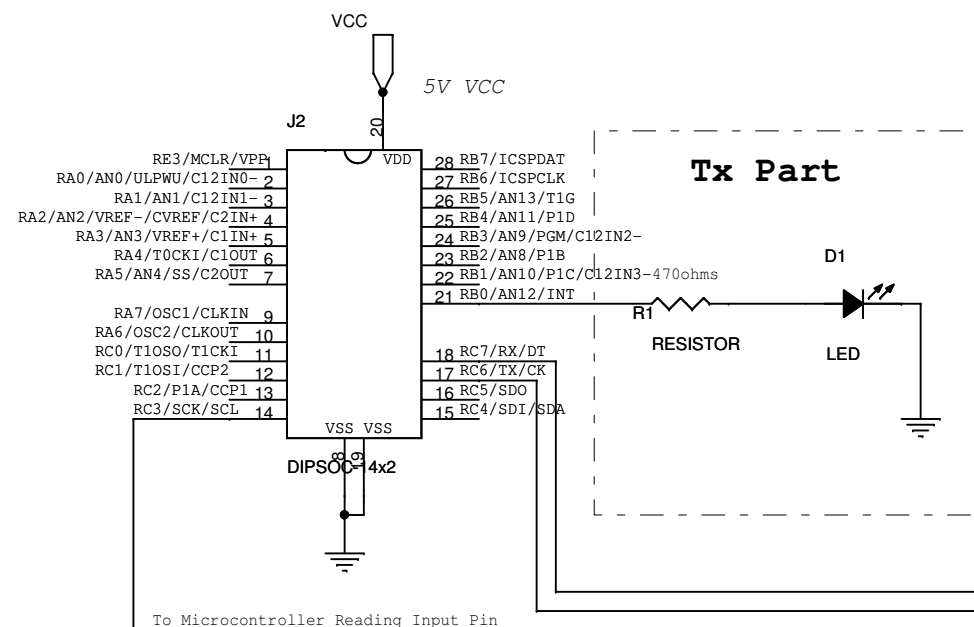 VCC
5V VCC
J2
20
VDD
RE3/MCLR/VPP 1
RA0/AN0/ULPWU/C12IN0- 2
RA1/AN1/C12IN1- 3
RA2/AN2/VREF-/CVREF/C2IN+ 4
RA3/AN3/VREF+/C1IN+ 5
RA4/T0CKI/C1OUT 6
RA5/AN4/SS/C2OUT 7
RA7/OSC1/CLKIN 9
RA6/OSC2/CLKOUT 10
RC0/T1OSO/T1CKI 11
RC1/T1OSI/CCP2 12
RC2/P1A/CCP1 13
RC3/SCK/SCL 14
28 RB7/ICSPDAT
27 RB6/ICSPCLK
26 RB5/AN13/T1G
25 RB4/AN11/P1D
24 RB3/AN9/PGM/C12IN2-
23 RB2/AN8/P1B
22 RB1/AN10/P1C/C12IN3-
21 RB0/AN12/INT
18 RC7/RX/DT
17 RC6/TX/CK
16 RC5/SDO
15 RC4/SDI/SDA
VSS VSS
8 19
DIPSOC-14x2
Tx Part
470ohms
R1
RESISTOR
D1
LED
To Microcontroller Reading Input Pin